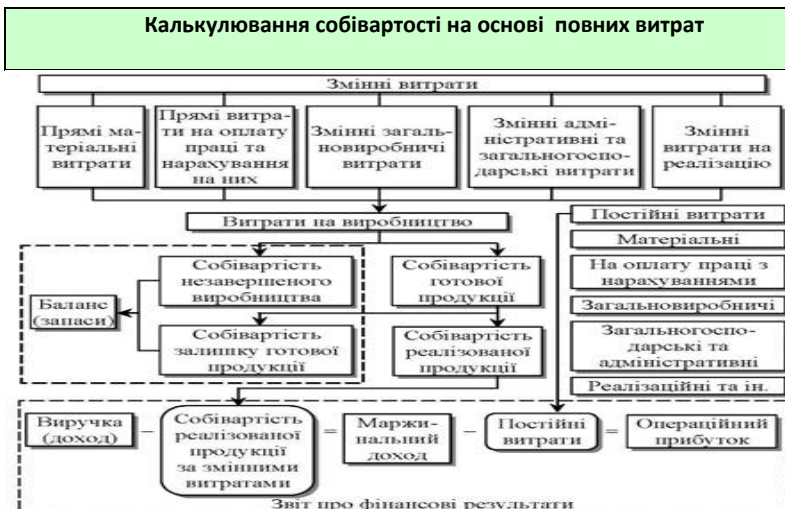 Калькулювання собівартості на основі повних витрат
Змінні витрати
Прямі ма-
теріальні
витрати
Прямі витра-
ти на оплату
праці та
нарахування
на них
Змінні загаль-
новиробничі
витрати
Змінні адмі-
ністративні та
загальногоспо-
дарські витрати
Змінні
витрати на
реалізацію
Витрати на виробництво
Постійні витрати
Матеріальні
На оплату праці з
нарахуваннями
Загальновиробничі
Загальногоспо-
дарські та
адміністративні
Реалізаційні та ін.
Собівартість
незавершеного
виробництва
Собівартість
готової
продукції
Баланс
(запаси)
Собівартість
залишку готової
продукції
Собівартість
реалізованої
продукції
Виручка
(доход)
–
Собівартість
реалізованої
продукції
за змінними
витратами
=
Маржи-
нальний
доход
–
Постійні
витрати
=
Операційний
прибуток
Звіт про фінансові результати